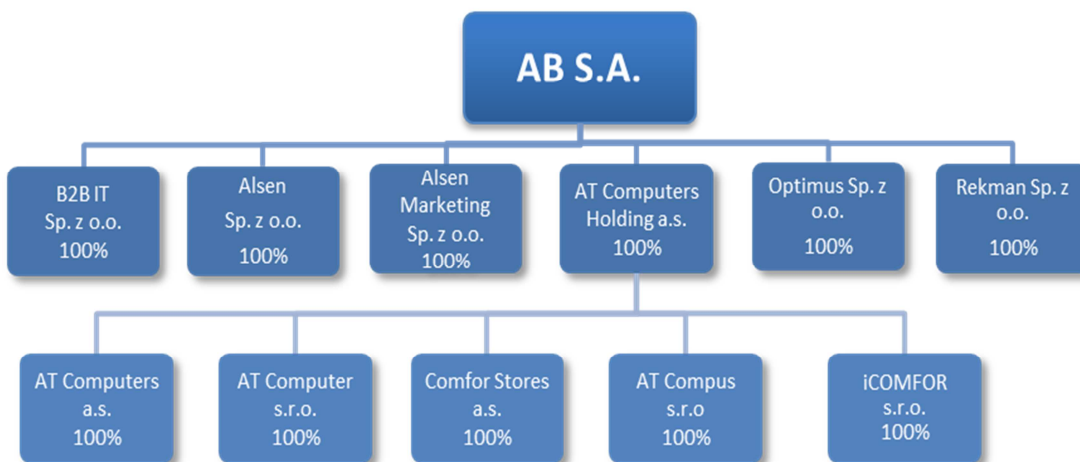 AB S.A.
B2B IT
Sp. z o.o.
100%
Alsen
Sp. z o.o.
100%
Alsen
Marketing
Sp. z o.o.
100%
AT Computers
Holding a.s.
100%
Optimus Sp. z
o.o.
100%
Rekman Sp. z
o.o.
100%
AT Computers
a.s.
100%
AT Computer
s.r.o.
100%
Comfor Stores
a.s.
100%
AT Compus
s.r.o
100%
iCOMFOR
s.r.o.
100%